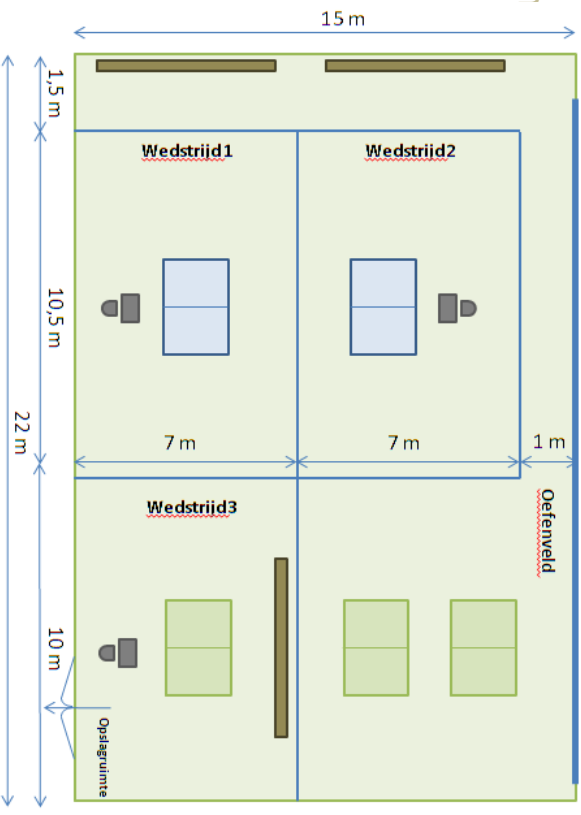 15 m
1,5 m
Wedstrijd1
Wedstrijd2
10,5 m
22 m
7 m
7 m
1 m
Wedstrijd3
Oefenveld
10 m
Opslagruimte